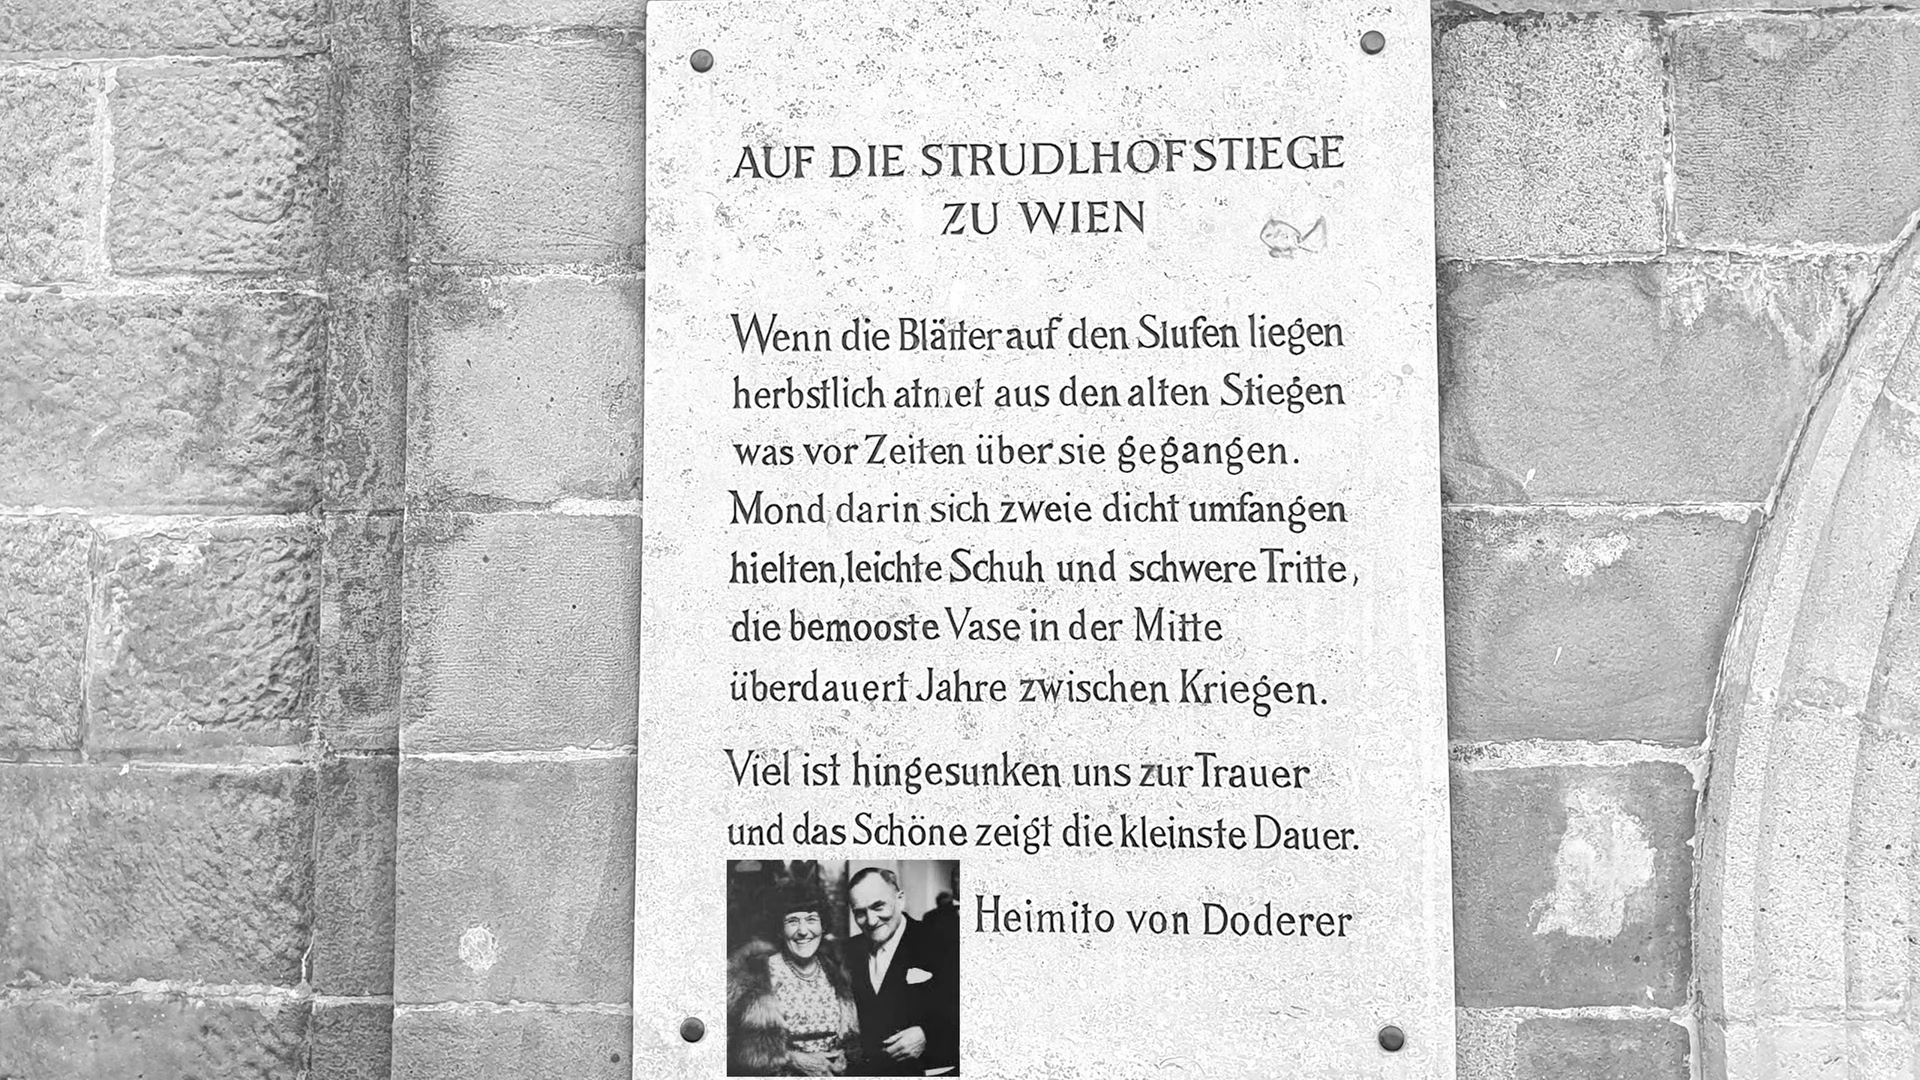 AUF DIE STRUDLHOFSTIEGE
ZU WIEN
Wenn die Blätter auf den Stufen liegen
herbstlich atmet aus den alten Stiegen
was vor Zeiten über sie gegangen.
Mond darin sich zweie dicht umfangen
hielten, leichte Schuh und schwere Tritte,
die bemooste Vase in der Mitte
überdauert Jahre zwischen Kriegen.
Viel ist hingesunken uns zur Trauer
und das Schöne zeigt die kleinste Dauer.
Heimito von Doderer